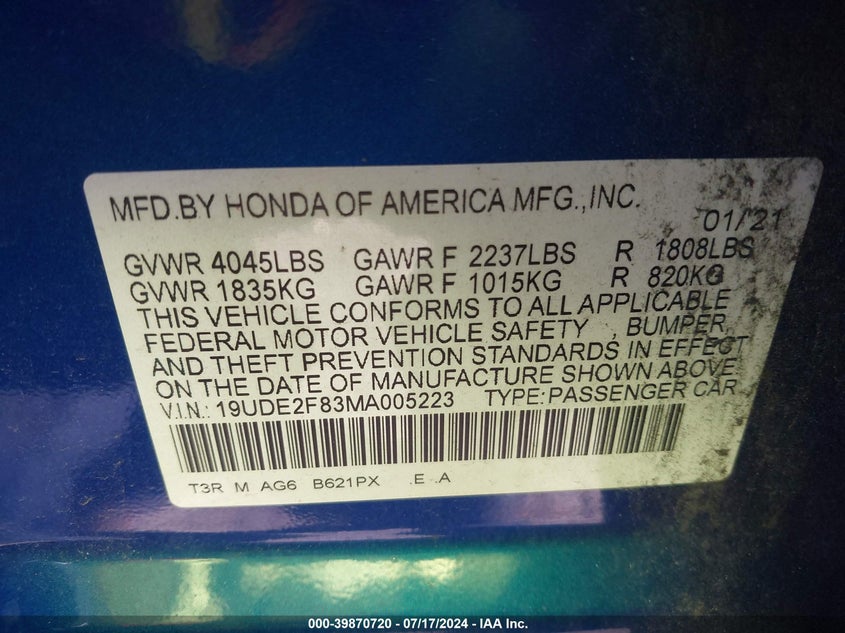 MFD.BY HONDA OF AMERICA MFG.,INC. 01/21
GVWR 4045LBS GAWR F 2237LBS R 1808LBS
GVWR 1835KG GAWR F 1015KG R 820KG
THIS VEHICLE CONFORMS TO ALL APPLICABLE
FEDERAL MOTOR VEHICLE SAFETY , BUMPER,
AND THEFT PREVENTION STANDARDS IN EFFECT
ON THE DATE OF MANUFACTURE SHOWN ABOVE.
V.I.N.: 19UDE2F83MA005223 TYPE:PASSENGER CAR
T3R M AG6 B621PX .E .A
000-39870720 - 07/17/2024 - IAA Inc.